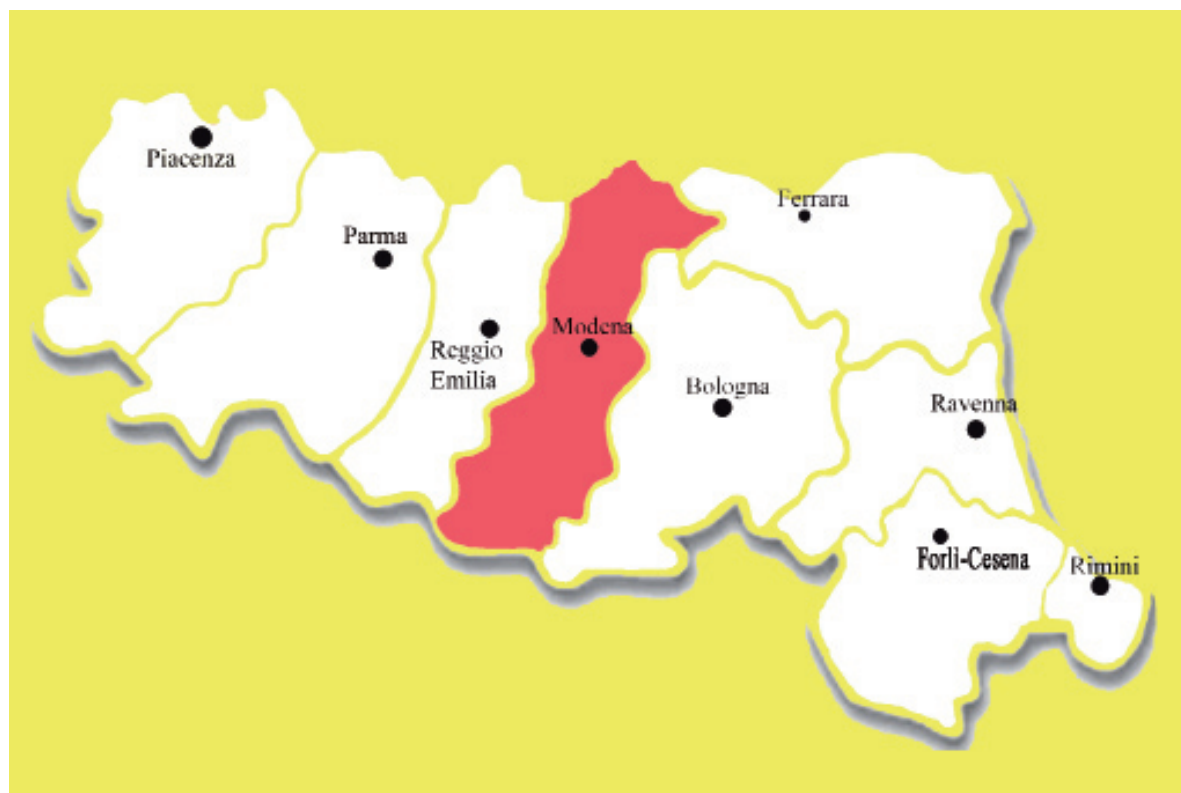 Piacenza
Ferrara
Parma
Modena
Reggio
Emilia
Bologna
Ravenna
Forlì-Cesena
Rimini